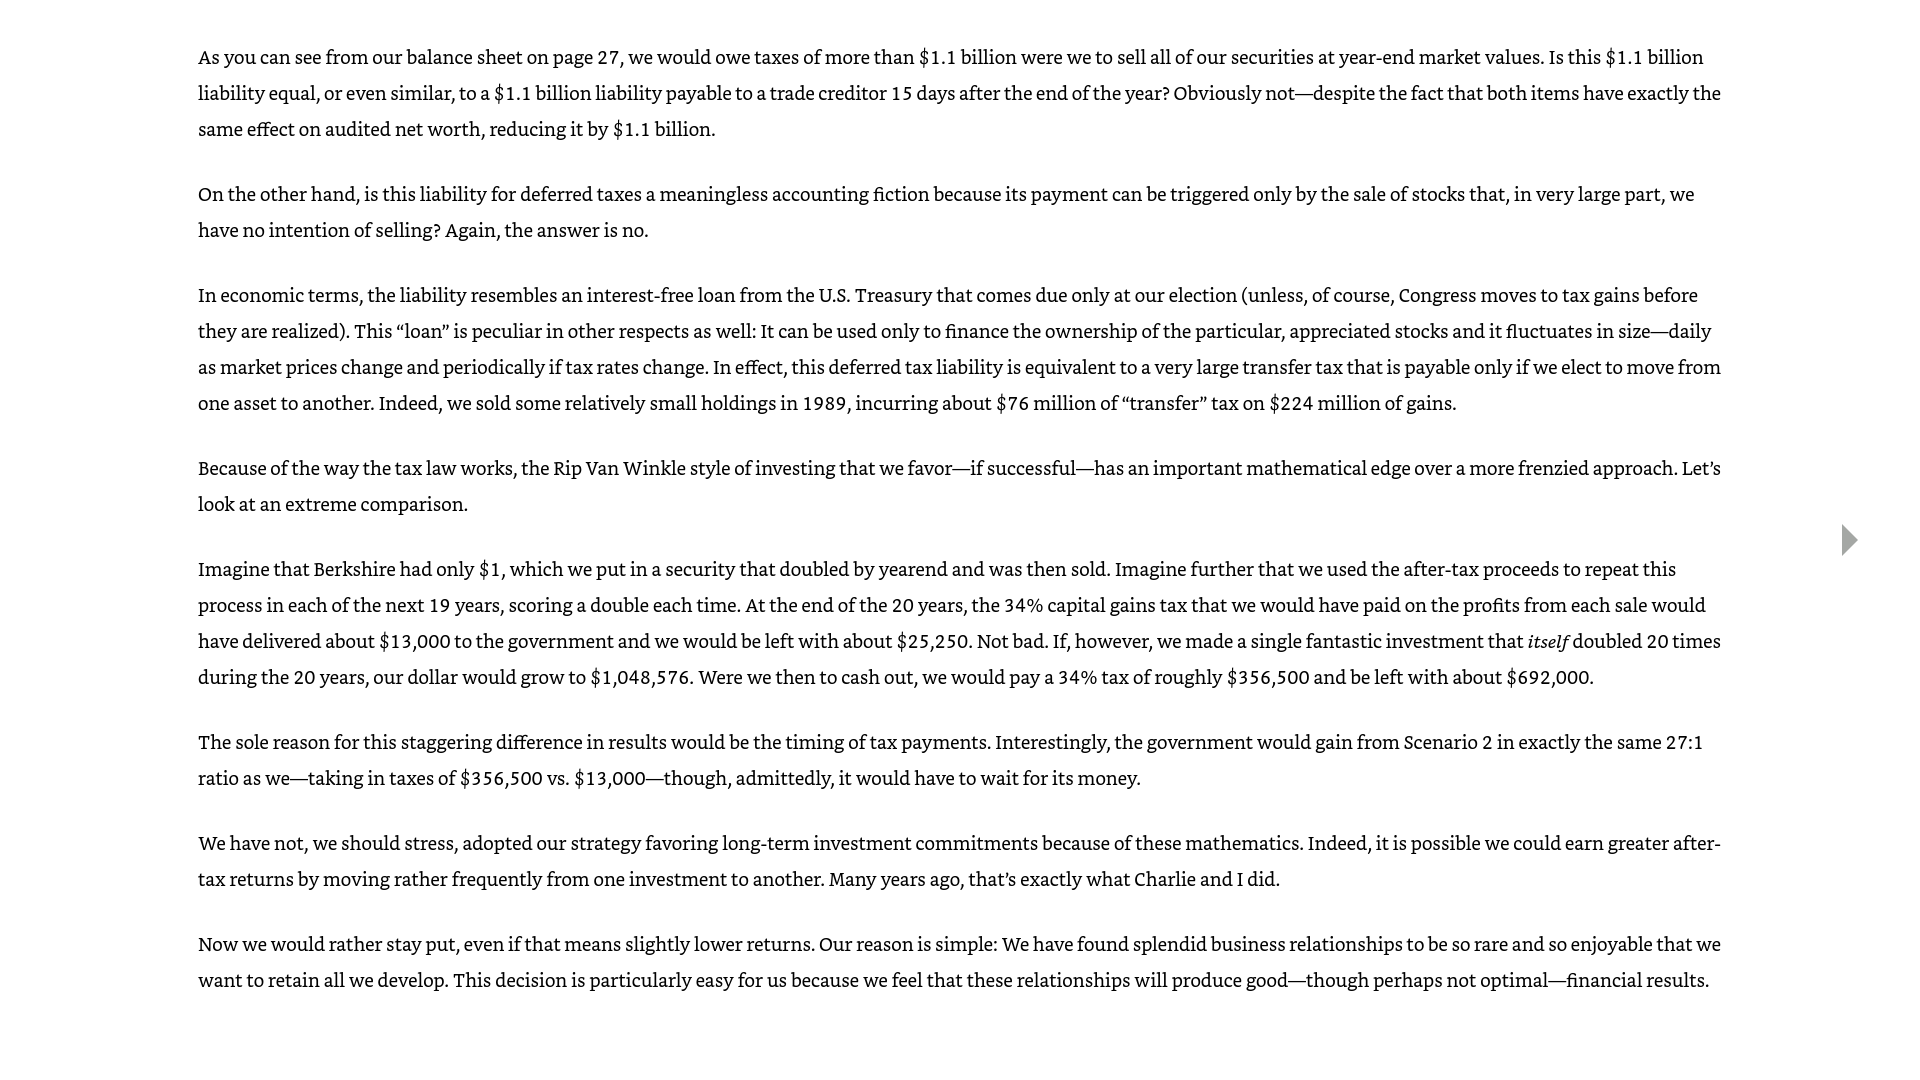 As you can see from our balance sheet on page 27, we would owe taxes of more than $1.1 billion were we to sell all of our securities at year-end market values. Is this $1.1 billion
liability equal, or even similar, to a $1.1 billion liability payable to a trade creditor 15 days after the end of the year? Obviously not—despite the fact that both items have exactly the
same effect on audited net worth, reducing it by $1.1 billion.
On the other hand, is this liability for deferred taxes a meaningless accounting fiction because its payment can be triggered only by the sale of stocks that, in very large part, we
have no intention of selling? Again, the answer is no.
In economic terms, the liability resembles an interest-free loan from the U.S. Treasury that comes due only at our election (unless, of course, Congress moves to tax gains before
they are realized). This “loan” is peculiar in other respects as well: It can be used only to finance the ownership of the particular, appreciated stocks and it fluctuates in size—daily
as market prices change and periodically if tax rates change. In effect, this deferred tax liability is equivalent to a very large transfer tax that is payable only if we elect to move from
one asset to another. Indeed, we sold some relatively small holdings in 1989, incurring about $76 million of “transfer” tax on $224 million of gains.
Because of the way the tax law works, the Rip Van Winkle style of investing that we favor—if successful—has an important mathematical edge over a more frenzied approach. Let’s
look at an extreme comparison.
Imagine that Berkshire had only $1, which we put in a security that doubled by yearend and was then sold. Imagine further that we used the after-tax proceeds to repeat this
process in each of the next 19 years, scoring a double each time. At the end of the 20 years, the 34% capital gains tax that we would have paid on the profits from each sale would
have delivered about $13,000 to the government and we would be left with about $25,250. Not bad. If, however, we made a single fantastic investment that itself doubled 20 times
during the 20 years, our dollar would grow to $1,048,576. Were we then to cash out, we would pay a 34% tax of roughly $356,500 and be left with about $692,000.
The sole reason for this staggering difference in results would be the timing of tax payments. Interestingly, the government would gain from Scenario 2 in exactly the same 27:1
ratio as we—taking in taxes of $356,500 vs. $13,000—though, admittedly, it would have to wait for its money.
We have not, we should stress, adopted our strategy favoring long-term investment commitments because of these mathematics. Indeed, it is possible we could earn greater after-
tax returns by moving rather frequently from one investment to another. Many years ago, that’s exactly what Charlie and I did.
Now we would rather stay put, even if that means slightly lower returns. Our reason is simple: We have found splendid business relationships to be so rare and so enjoyable that we
want to retain all we develop. This decision is particularly easy for us because we feel that these relationships will produce good—though perhaps not optimal—financial results.